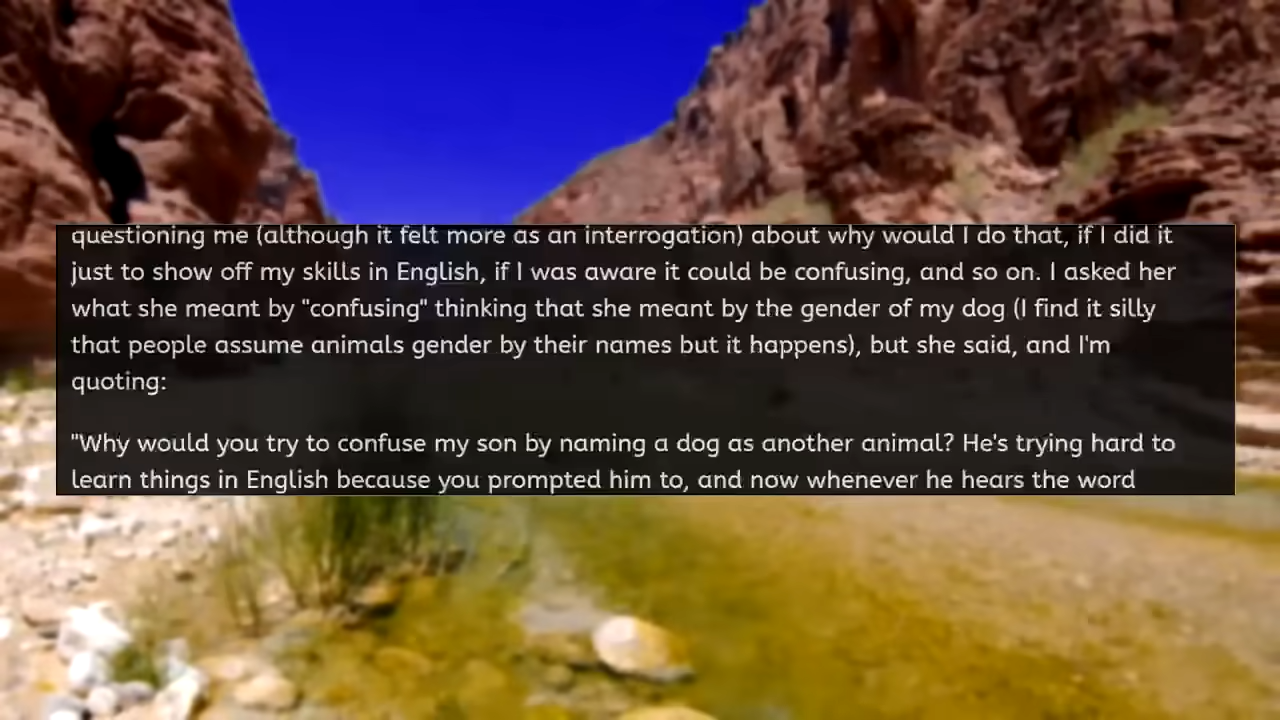 questioning me (although it felt more as an interrogation) about why would I do that, if I did it
just to show off my skills in English, if I was aware it could be confusing, and so on. I asked her
what she meant by "confusing" thinking that she meant by the gender of my dog (I find it silly
that people assume animals gender by their names but it happens), but she said, and I'm
quoting:
"Why would you try to confuse my son by naming a dog as another animal? He's trying hard to
learn things in English because you prompted him to, and now whenever he hears the word